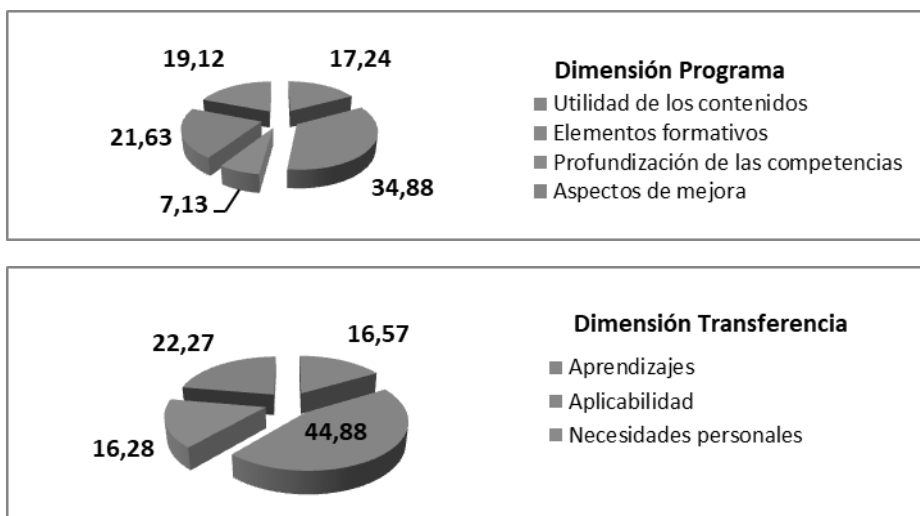 19,12
17,24
21,63
7,13
34,88
Dimensión Programa
Utilidad de los contenidos
Elementos formativos
Profundización de las competencias
Aspectos de mejora
22,27
16,57
16,28
44,88
Dimensión Transferencia
Aprendizajes
Aplicabilidad
Necesidades personales